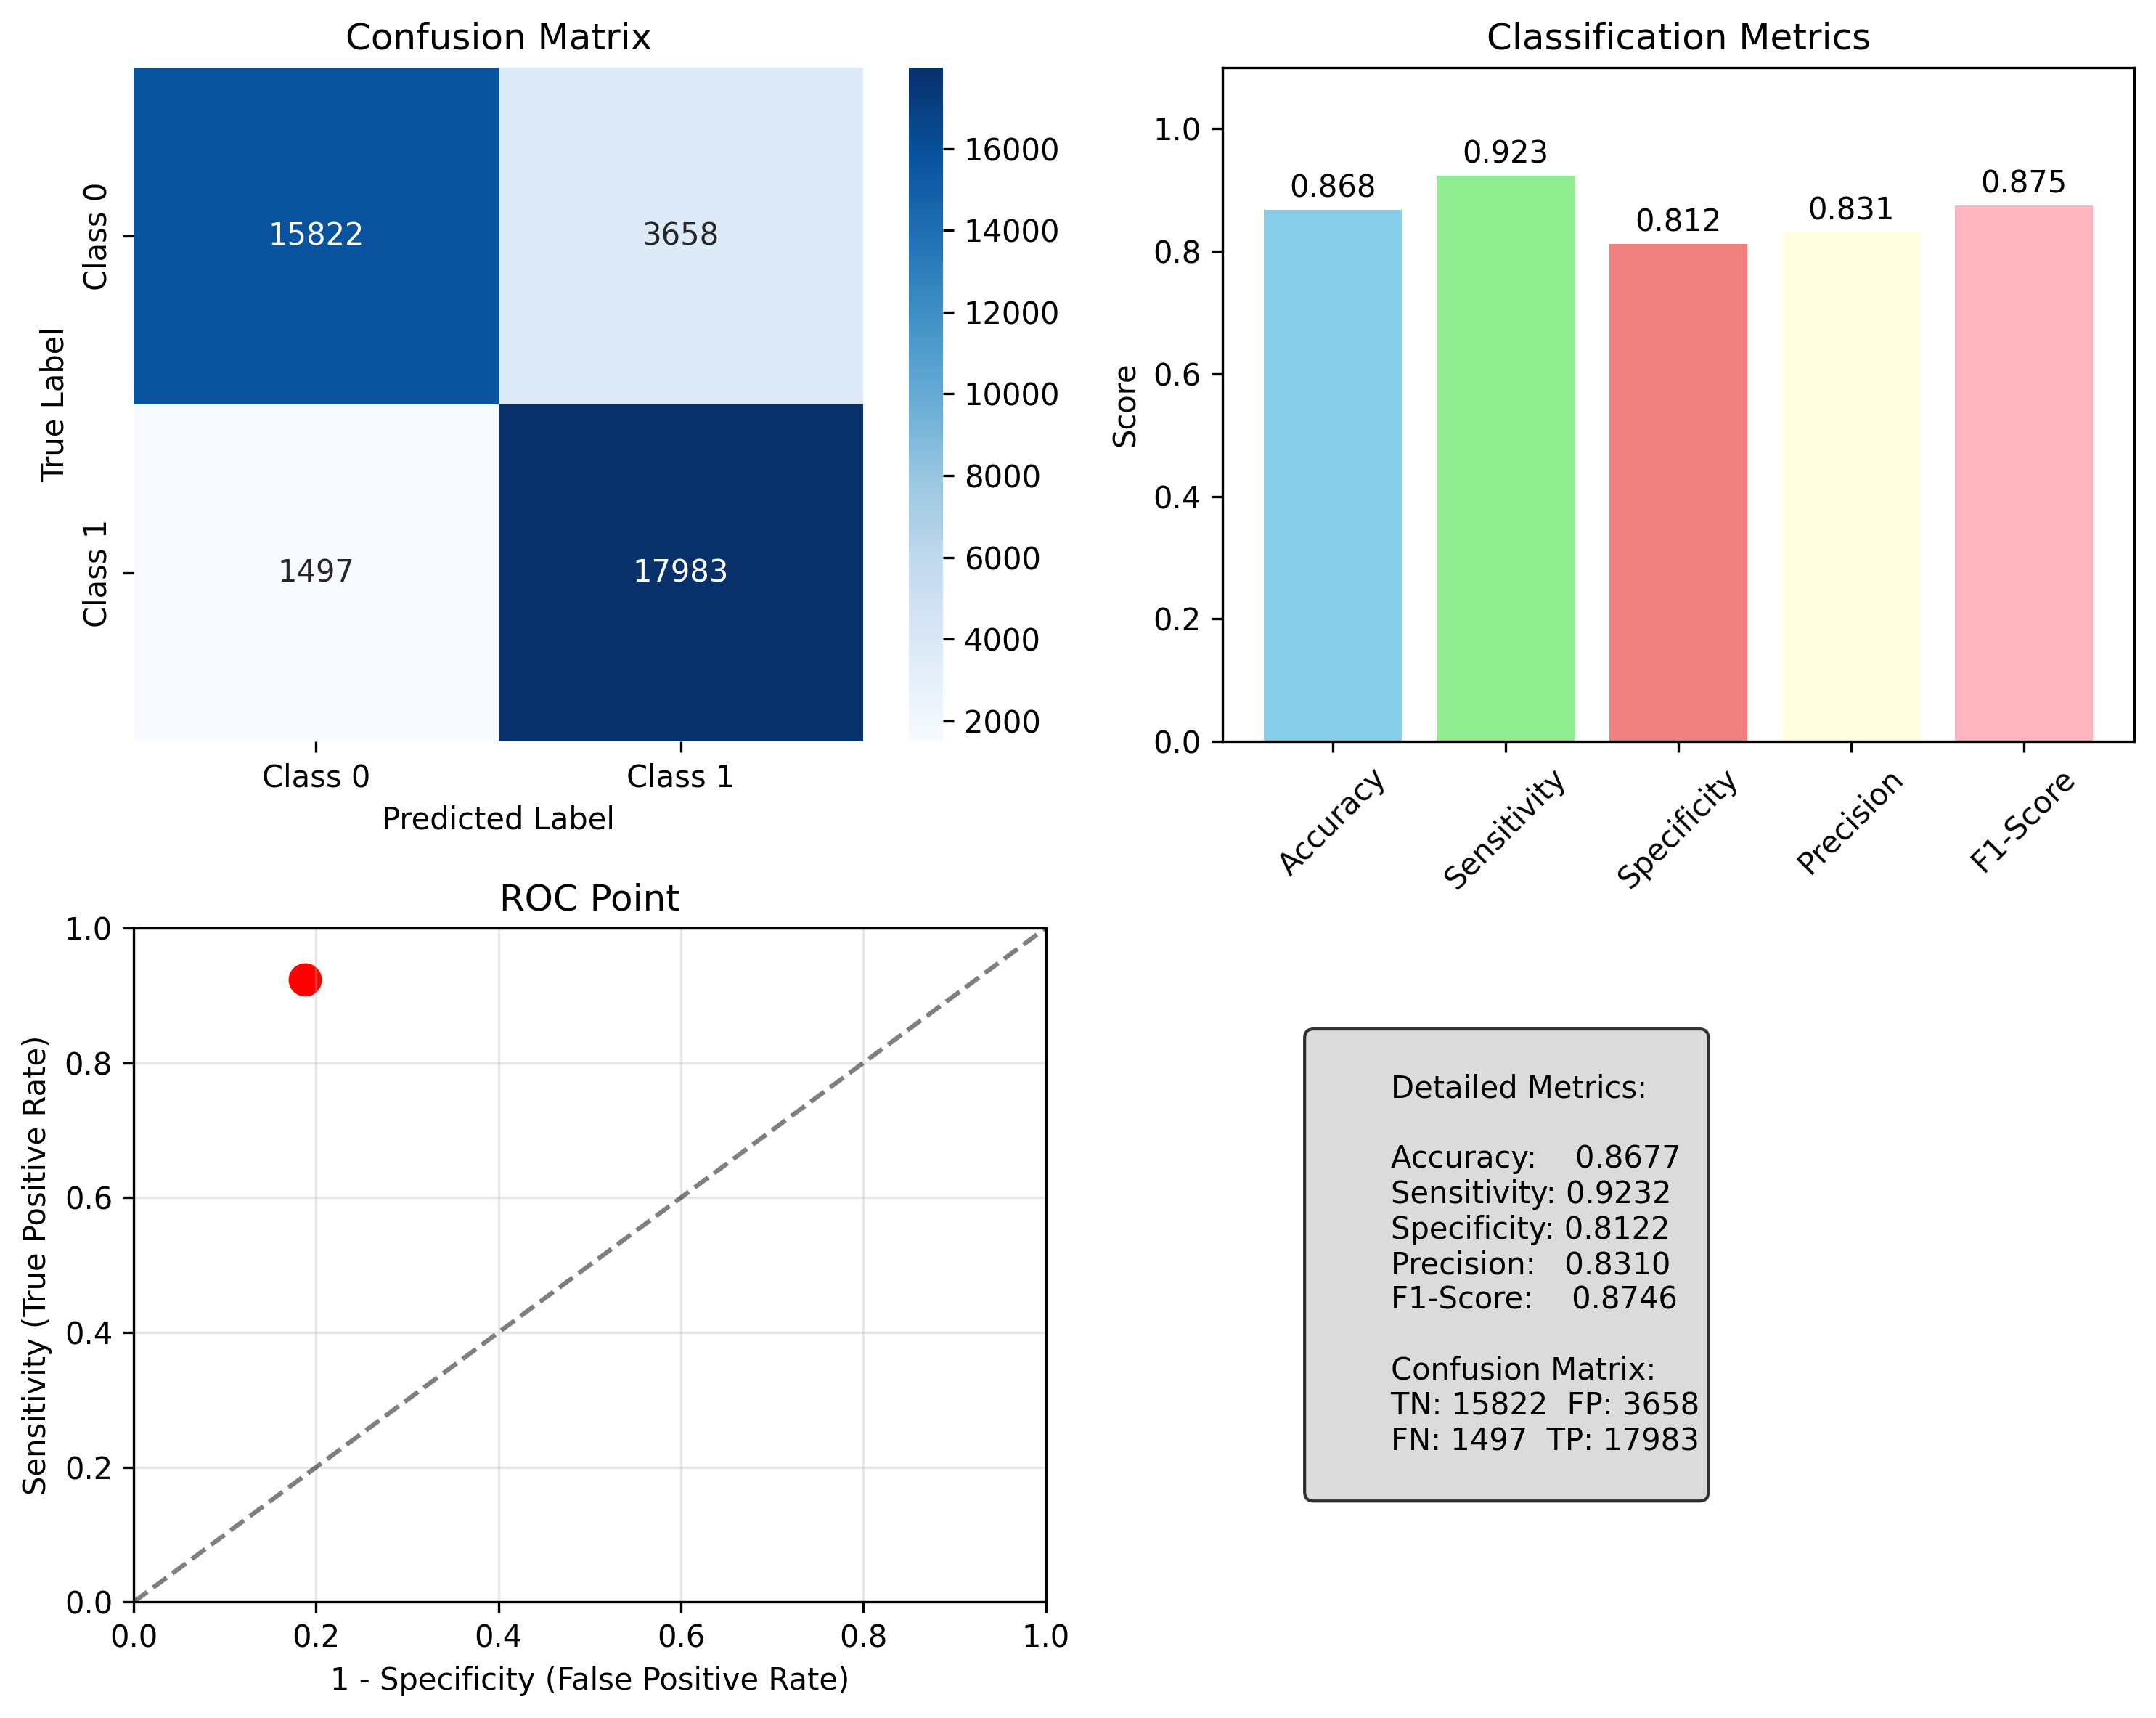 Confusion Matrix
Class 0
15822
3658
True Label
Class 1
1497
17983
Class 0
Class 1
Predicted Label
16000
14000
12000
10000
8000
6000
4000
2000
Classification Metrics
Score
1.0
0.8
0.6
0.4
0.2
0.0
0.868
0.923
0.812
0.831
0.875
Accuracy
Sensitivity
Specificity
Precision
F1-Score
ROC Point
Sensitivity (True Positive Rate)
1.0
0.8
0.6
0.4
0.2
0.0
0.0
0.2
0.4
0.6
0.8
1.0
1 - Specificity (False Positive Rate)
Detailed Metrics:
Accuracy: 0.8677
Sensitivity: 0.9232
Specificity: 0.8122
Precision: 0.8310
F1-Score: 0.8746
Confusion Matrix:
TN: 15822 FP: 3658
FN: 1497 TP: 17983